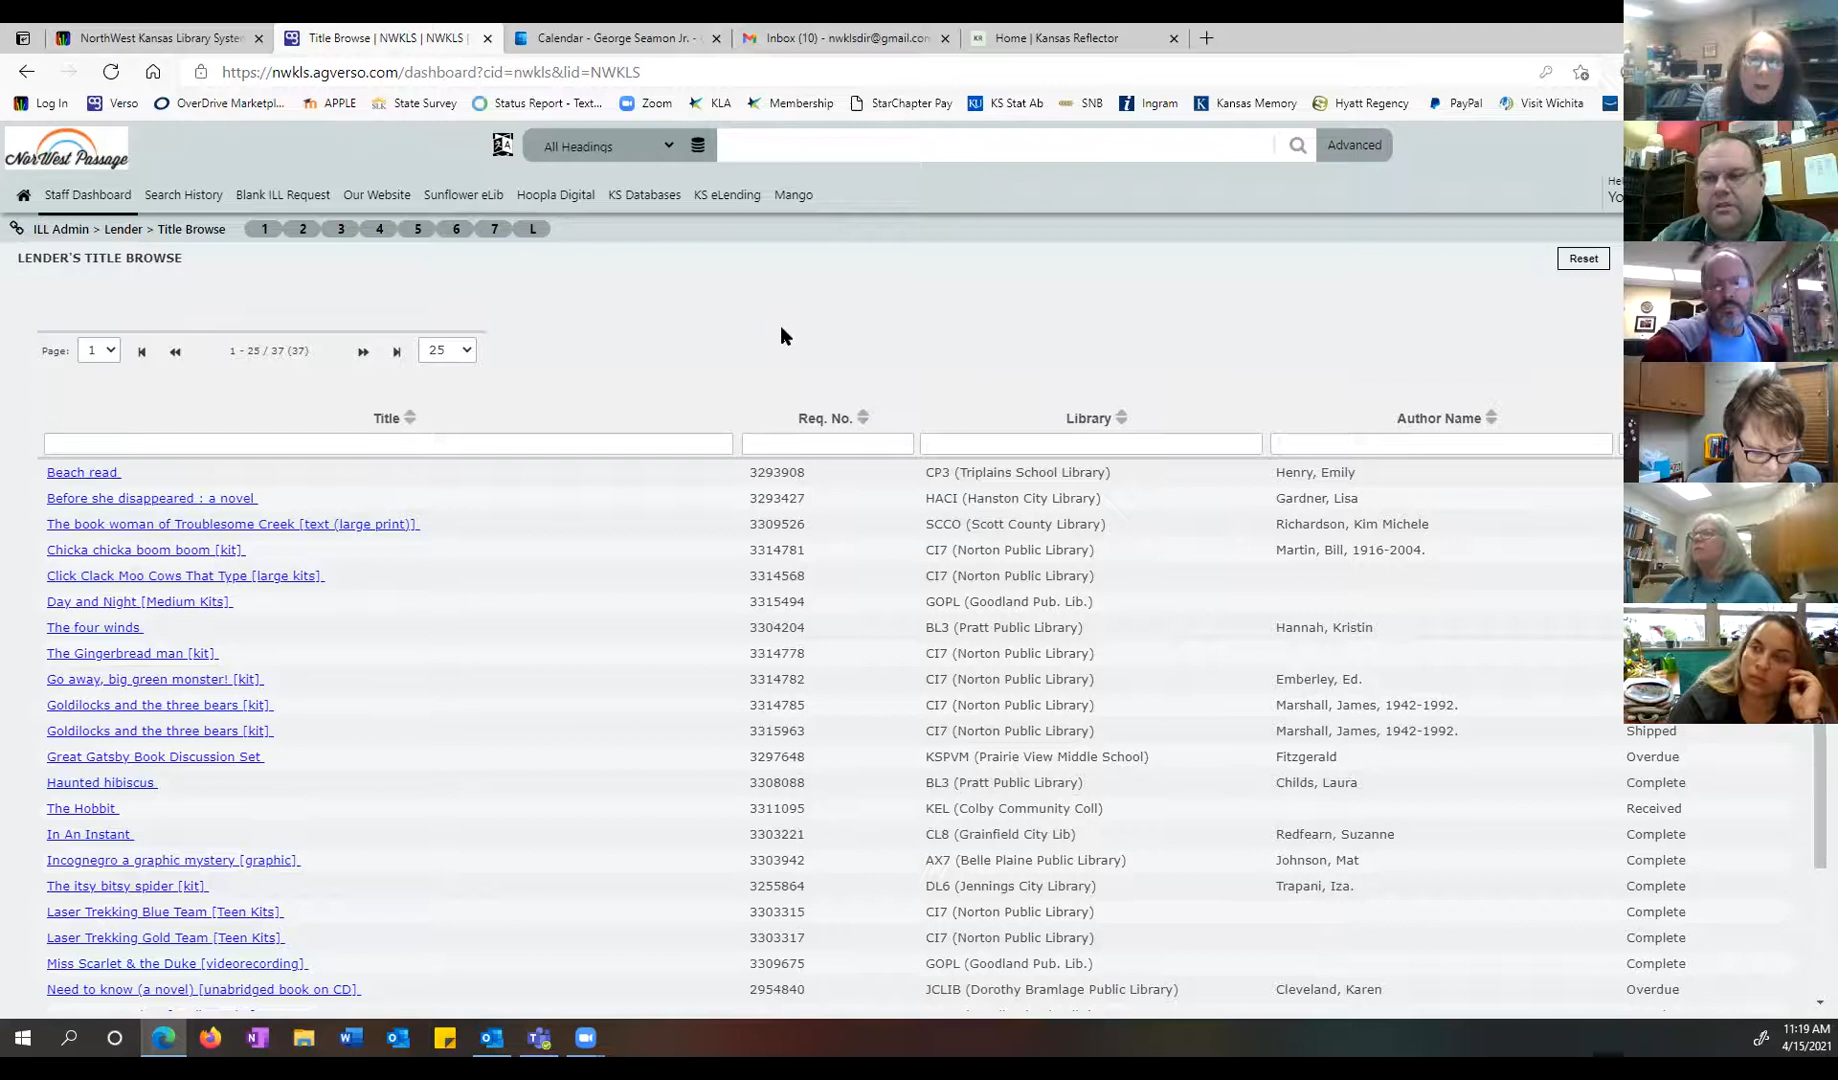 NorthWest Kansas Library System
Title Browse | NWKLS | NWKLS |
Calendar - George Seamon Jr. -
Inbox (10) - nwklsdir@gmail.con
KR Home | Kansas Reflector
https://nwkls.agverso.com/dashboard?cid=nwkls&lid=NWKLS
Log In Verso OverDrive Marketpl... APPLE State Survey Status Report - Text... Zoom KLA Membership StarChapter Pay KS Stat Ab SNB Ingram Kansas Memory Hyatt Regency PayPal Visit Wichita
NorWest Passage
All Headings
Advanced
Staff Dashboard Search History Blank ILL Request Our Website Sunflower eLib Hoopla Digital KS Databases KS eLending Mango
Hel
Yo
ILL Admin > Lender > Title Browse 1 2 3 4 5 6 7 L
LENDER'S TITLE BROWSE
Reset
Page: 1 1 - 25 / 37 (37) 25
Title Req. No. Library Author Name
Beach read 3293908 CP3 (Triplains School Library) Henry, Emily
Before she disappeared : a novel 3293427 HACI (Hanston City Library) Gardner, Lisa
The book woman of Troublesome Creek [text (large print)] 3309526 SCCO (Scott County Library) Richardson, Kim Michele
Chicka chicka boom boom [kit] 3314781 CI7 (Norton Public Library) Martin, Bill, 1916-2004.
Click Clack Moo Cows That Type [large kits] 3314568 CI7 (Norton Public Library)
Day and Night [Medium Kits] 3315494 GOPL (Goodland Pub. Lib.)
The four winds 3304204 BL3 (Pratt Public Library) Hannah, Kristin
The Gingerbread man [kit] 3314778 CI7 (Norton Public Library)
Go away, big green monster! [kit] 3314782 CI7 (Norton Public Library) Emberley, Ed.
Goldilocks and the three bears [kit] 3314785 CI7 (Norton Public Library) Marshall, James, 1942-1992.
Goldilocks and the three bears [kit] 3315963 CI7 (Norton Public Library) Marshall, James, 1942-1992. Shipped
Great Gatsby Book Discussion Set 3297648 KSPVM (Prairie View Middle School) Fitzgerald Overdue
Haunted hibiscus 3308088 BL3 (Pratt Public Library) Childs, Laura Complete
The Hobbit 3311095 KEL (Colby Community Coll) Received
In An Instant 3303221 CL8 (Grainfield City Lib) Redfearn, Suzanne Complete
Incognegro a graphic mystery [graphic] 3303942 AX7 (Belle Plaine Public Library) Johnson, Mat Complete
The itsy bitsy spider [kit] 3255864 DL6 (Jennings City Library) Trapani, Iza. Complete
Laser Trekking Blue Team [Teen Kits] 3303315 CI7 (Norton Public Library) Complete
Laser Trekking Gold Team [Teen Kits] 3303317 CI7 (Norton Public Library) Complete
Miss Scarlet & the Duke [videorecording] 3309675 GOPL (Goodland Pub. Lib.) Complete
Need to know (a novel) [unabridged book on CD] 2954840 JCLIB (Dorothy Bramlage Public Library) Cleveland, Karen Overdue
11:19 AM
4/15/2021